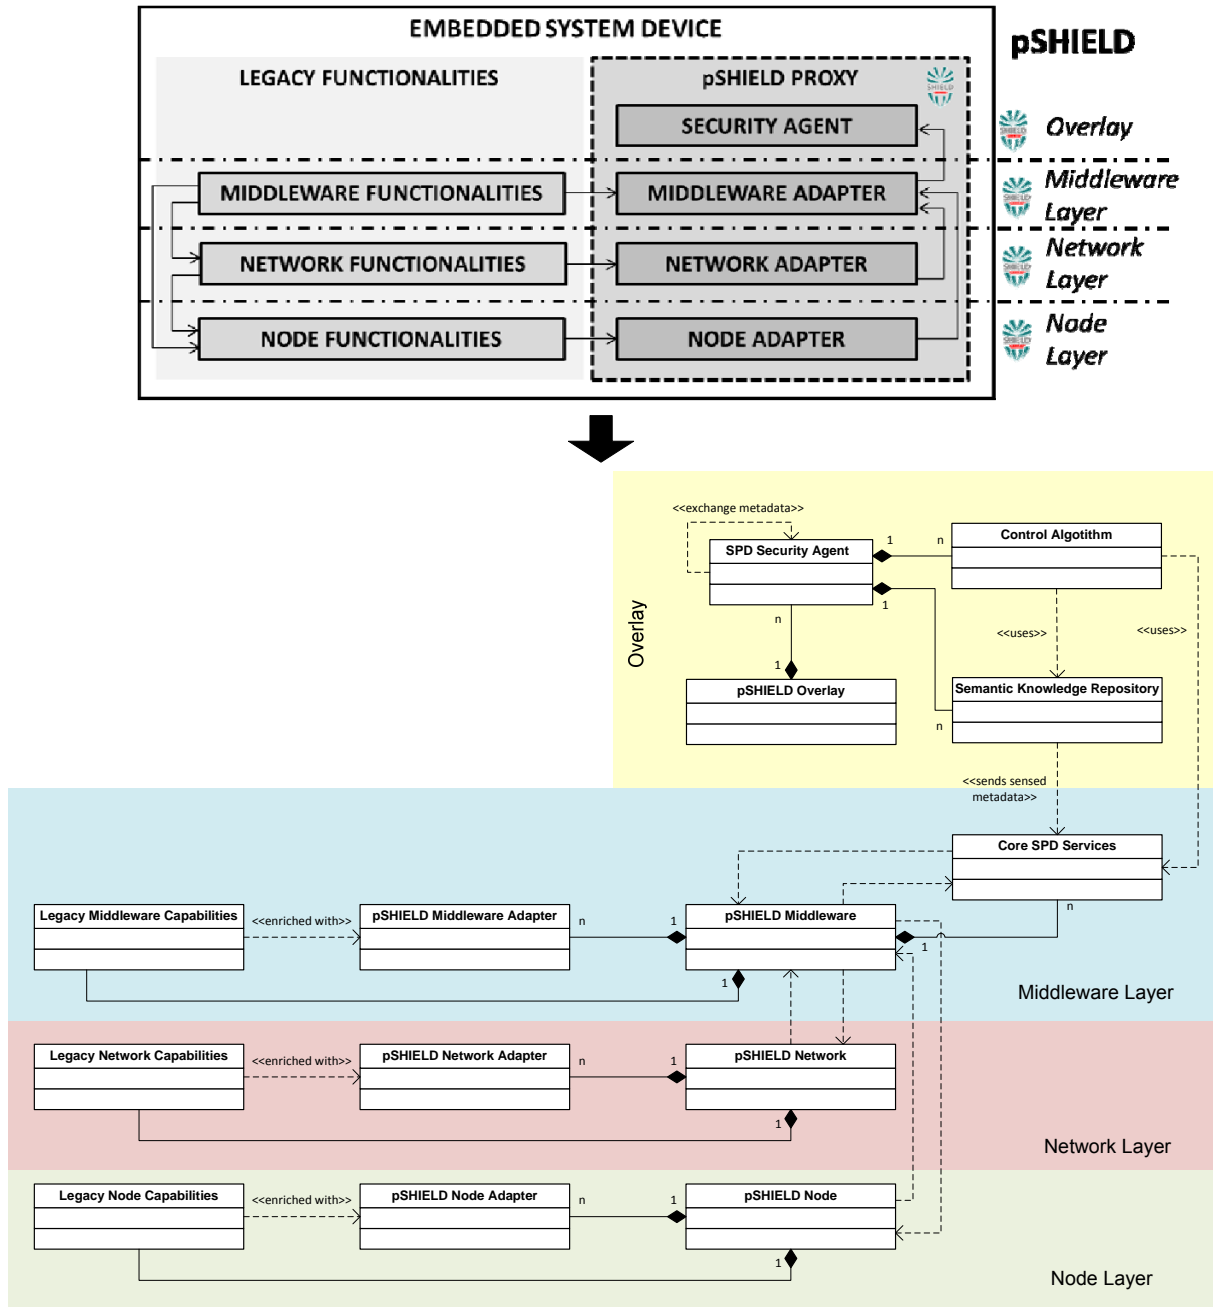 EMBEDDED SYSTEM DEVICE
pSHIELD
LEGACY FUNCTIONALITIES
pSHIELD PROXY
SHIELD
SECURITY AGENT
SHIELD
Overlay
MIDDLEWARE FUNCTIONALITIES
MIDDLEWARE ADAPTER
SHIELD
Middleware
Layer
NETWORK FUNCTIONALITIES
NETWORK ADAPTER
SHIELD
Network
Layer
NODE FUNCTIONALITIES
NODE ADAPTER
SHIELD
Node
Layer
<<exchange metadata>>
SPD Security Agent
1
n
Control Algotithm
1
n
<<uses>>
<<uses>>
Overlay
1
pSHIELD Overlay
Semantic Knowledge Repository
n
<<sends sensed
metadata>>
Core SPD Services
Legacy Middleware Capabilities
<<enriched with>>
pSHIELD Middleware Adapter
n
1
pSHIELD Middleware
n
1
1
Middleware Layer
Legacy Network Capabilities
<<enriched with>>
pSHIELD Network Adapter
n
1
pSHIELD Network
1
Network Layer
Legacy Node Capabilities
<<enriched with>>
pSHIELD Node Adapter
n
1
pSHIELD Node
1
Node Layer